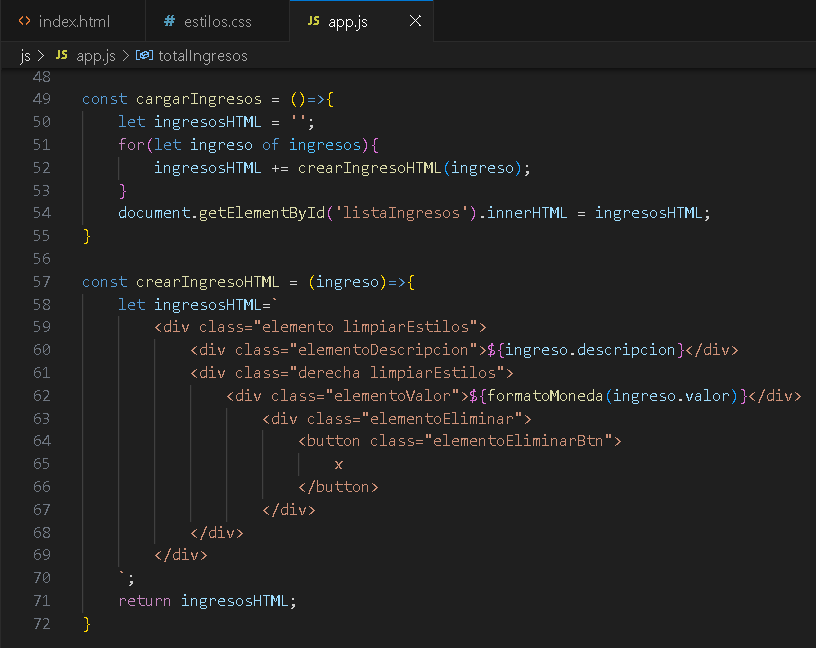 index.html estilos.css JS app.js
js > JS app.js > totalIngresos
48
49 const cargarIngresos = ()=>{
50     let ingresosHTML = '';
51     for(let ingreso of ingresos){
52         ingresosHTML += crearIngresoHTML(ingreso);
53     }
54     document.getElementById('listaIngresos').innerHTML = ingresosHTML;
55 }
56
57 const crearIngresoHTML = (ingreso)=>{
58     let ingresosHTML=`
59         <div class="elemento limpiarEstilos">
60             <div class="elementoDescripcion">${ingreso.descripcion}</div>
61             <div class="derecha limpiarEstilos">
62                 <div class="elementoValor">${formatoMoneda(ingreso.valor)}</div>
63                     <div class="elementoEliminar">
64                         <button class="elementoEliminarBtn">
65                             x
66                         </button>
67                     </div>
68             </div>
69         </div>
70     `;
71     return ingresosHTML;
72 }